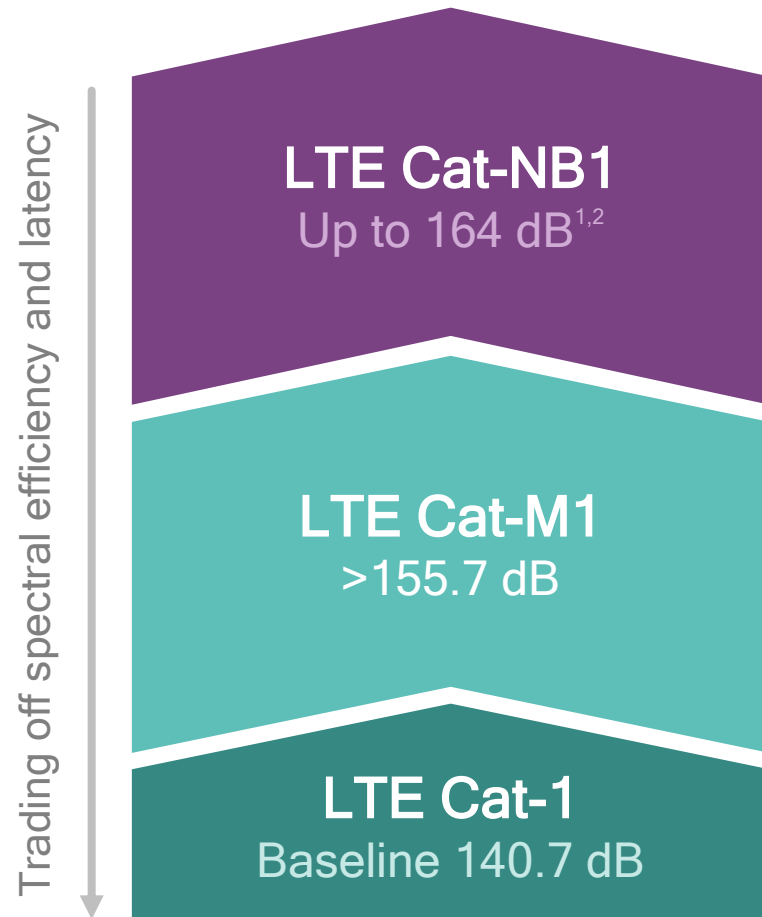 Trading off spectral efficiency and latency
LTE Cat-NB1
Up to 164 dB1,2
LTE Cat-M1
>155.7 dB
LTE Cat-1
Baseline 140.7 dB